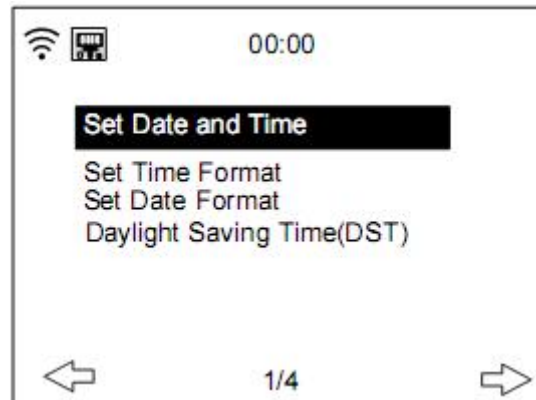 00:00
Set Date and Time
Set Time Format
Set Date Format
Daylight Saving Time(DST)
1/4